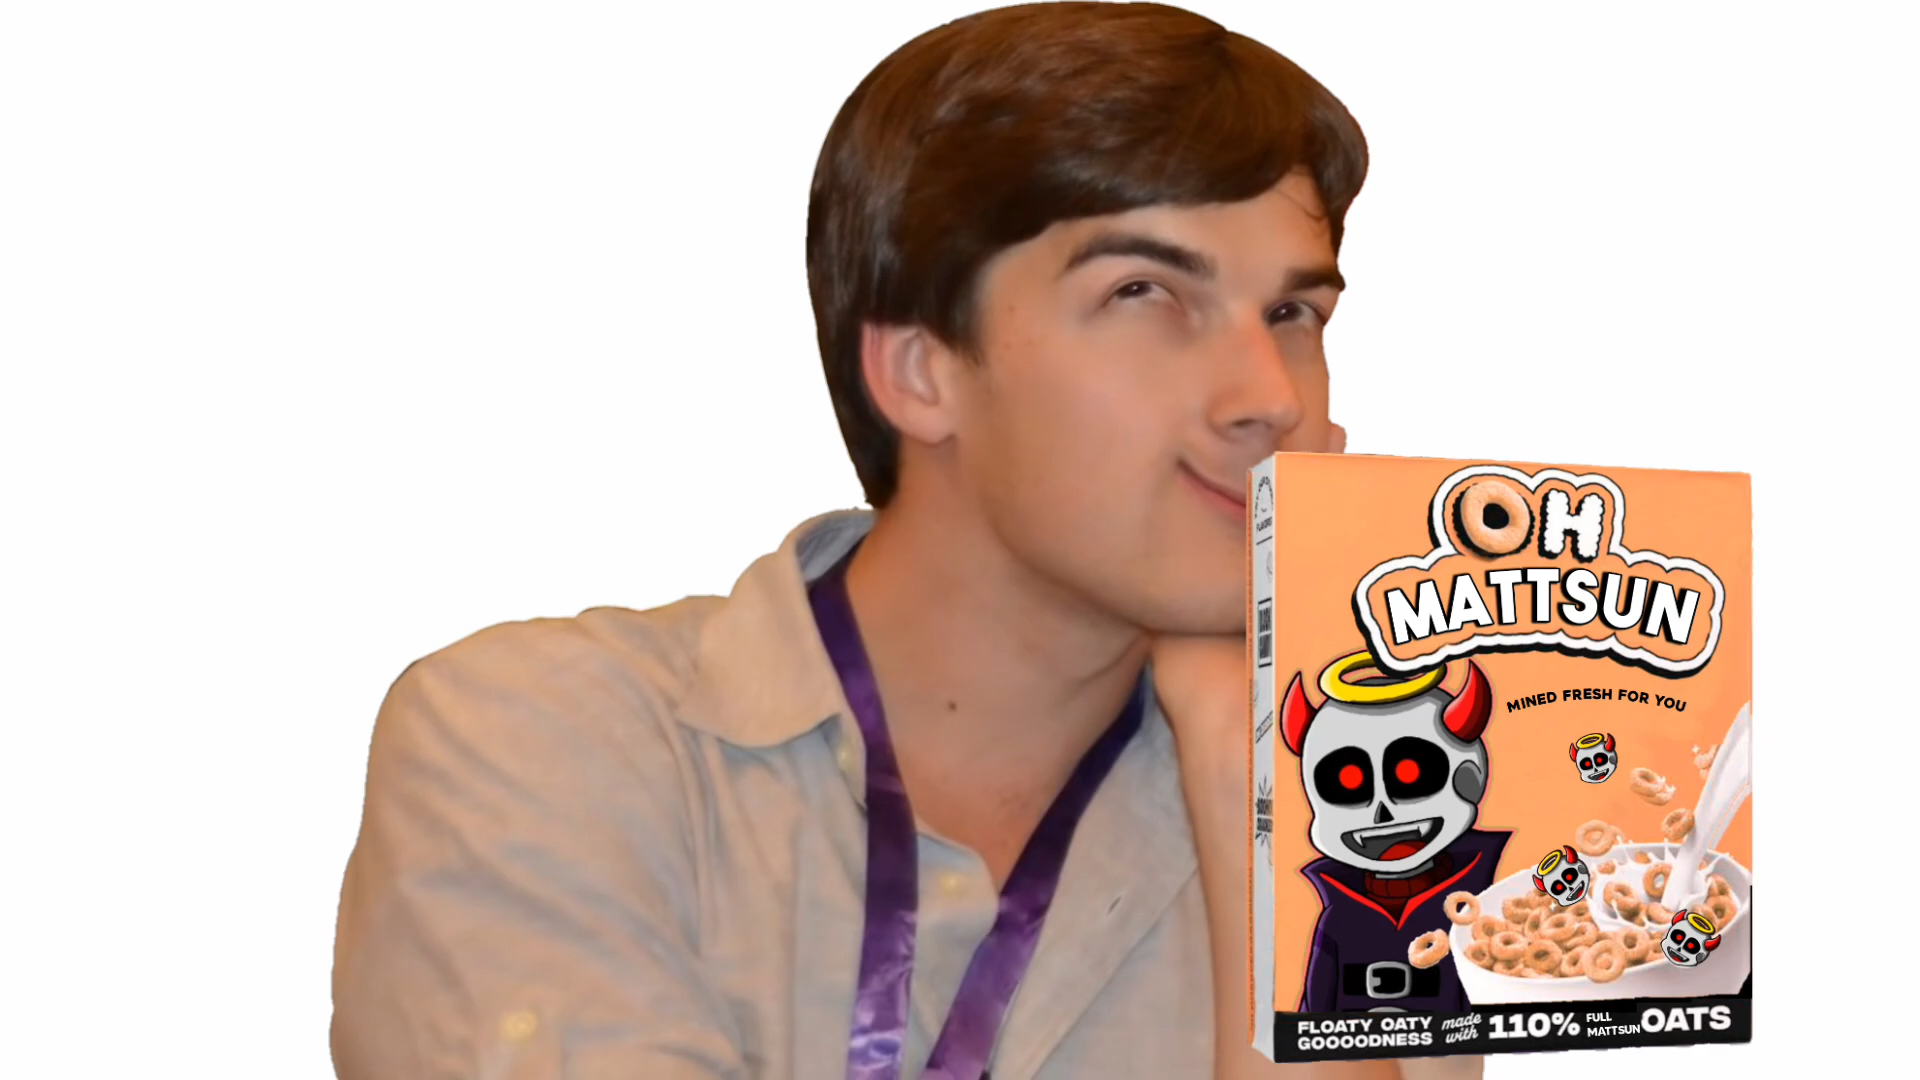 OH
MATTSUN
MINED FRESH FOR YOU
FLOATY OATY
GOOOODNESS
made
with
110%
FULL
MATTSUN
OATS